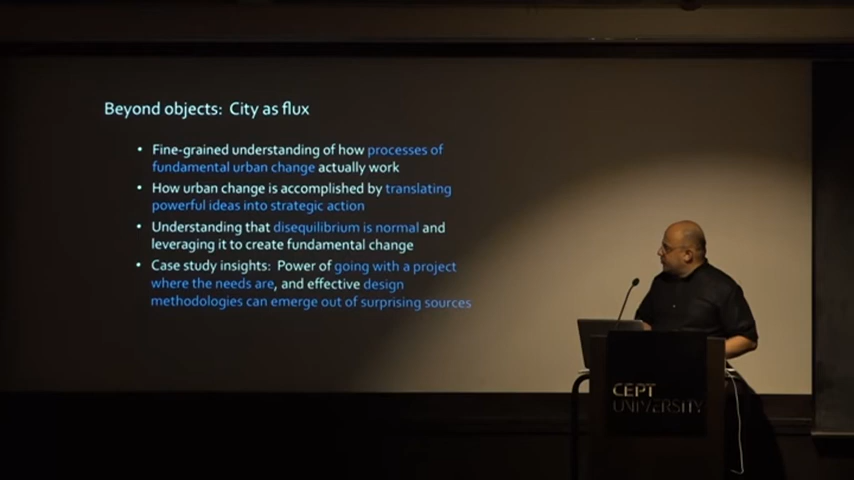 Beyond objects: City as flux
• Fine-grained understanding of how processes of
fundamental urban change actually work
• How urban change is accomplished by translating
powerful ideas into strategic action
• Understanding that disequilibrium is normal and
leveraging it to create fundamental change
• Case study insights: Power of going with a project
where the needs are, and effective design
methodologies can emerge out of surprising sources
CEPT
UNIVERSITY